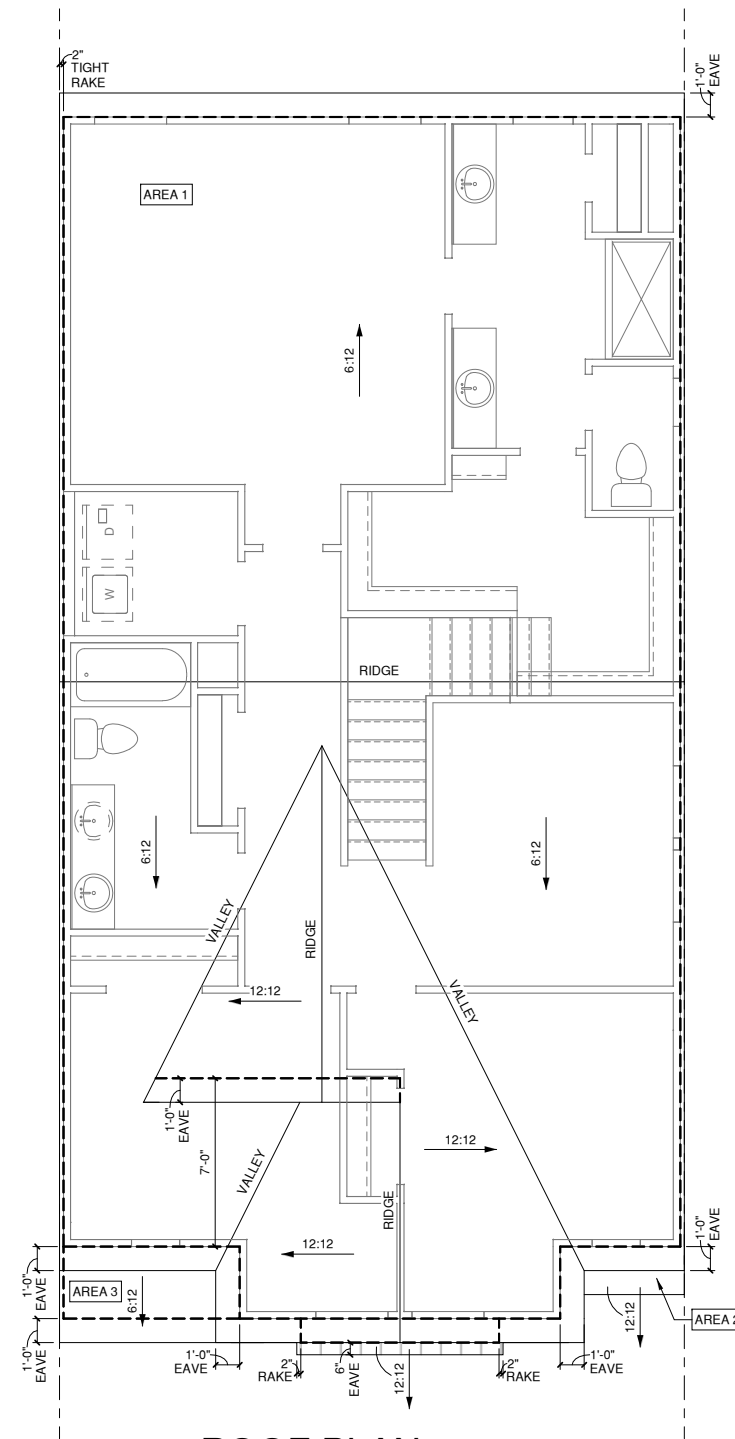 2"
TIGHT
RAKE
1'-0"
EAVE
AREA 1
6:12
D
W
RIDGE
6:12
6:12
VALLEY
RIDGE
VALLEY
12:12
1'-0"
EAVE
7'-0"
VALLEY
12:12
RIDGE
12:12
1'-0"
EAVE
1'-0"
EAVE
AREA 3
6:12
12:12
AREA 2
1'-0"
EAVE
1'-0"
EAVE
2"
RAKE
6"
EAVE
12:12
2"
RAKE
1'-0"
EAVE
ROOF PLAN